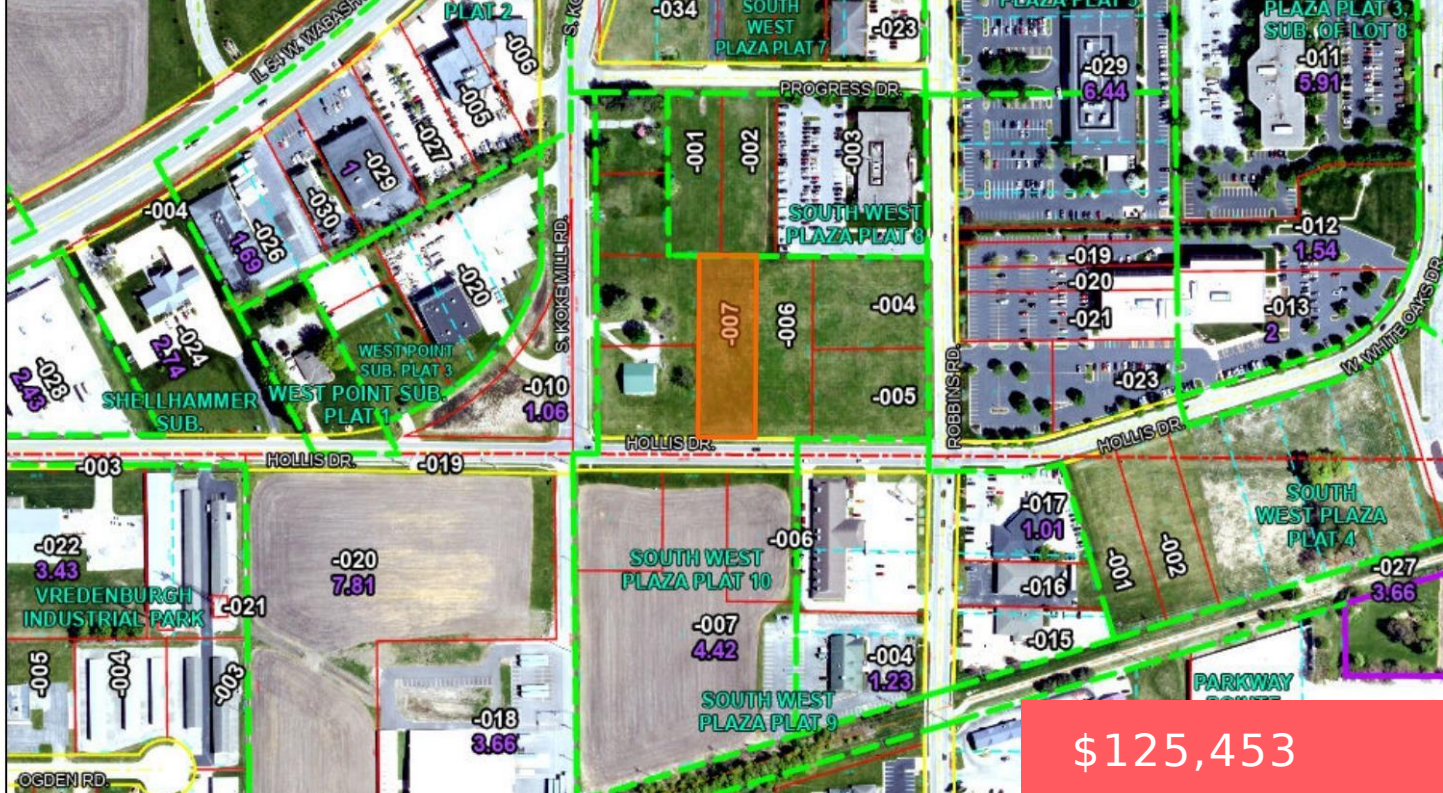 PLAT 2
-034
SOUTH
WEST
PLAZA PLAT 7
-023
PLAZA PLAT 3,
SUB. OF LOT 8
IL 54 W. WABASH
-006
-005
-027
-029
1
-030
-026
1.69
-004
-029
6.44
-011
5.91
PROGRESS DR.
-001
-002
-003
SOUTH WEST
PLAZA PLAT 8
-012
1.54
-019
-020
-021
-013
2
-023
W. WHITE OAKS DR.
S. KOKE MILL RD.
-020
-024
2.74
-028
2.43
SHELLHAMMER
SUB.
WEST POINT
SUB. PLAT 3
WEST POINT SUB.
PLAT 1
-010
1.06
-007
-006
-004
-005
ROBBINS RD.
HOLLIS DR.
HOLLIS DR.
HOLLIS DR.
-003
-019
-022
3.43
VREDENBURGH
INDUSTRIAL PARK
-021
-020
7.81
-005
-004
-003
-018
3.66
OGDEN RD.
SOUTH WEST
PLAZA PLAT 10
-006
-007
4.42
-004
1.23
SOUTH WEST
PLAZA PLAT 9
-017
1.01
-016
-015
-001
-002
SOUTH
WEST PLAZA
PLAT 4
-027
3.66
PARKWAY
$125,453